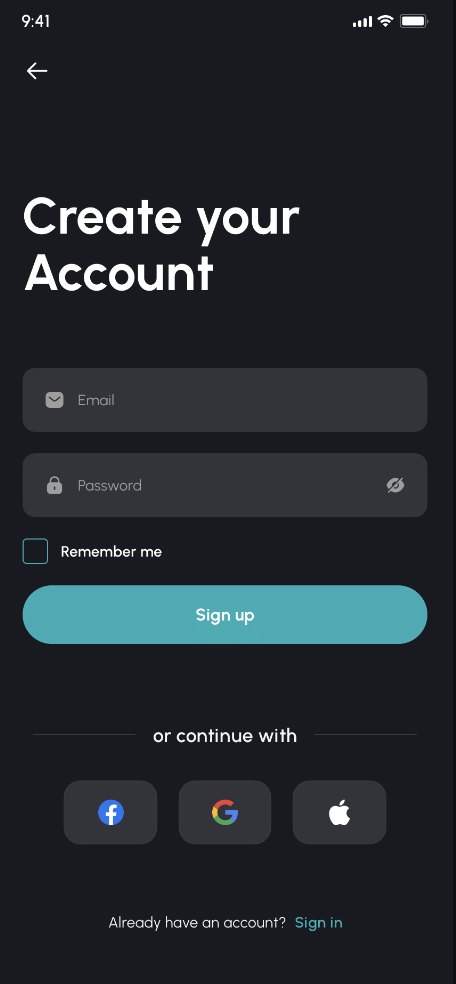 9:41
Create your
Account
Email
Password
Remember me
Sign up
or continue with
Already have an account? Sign in